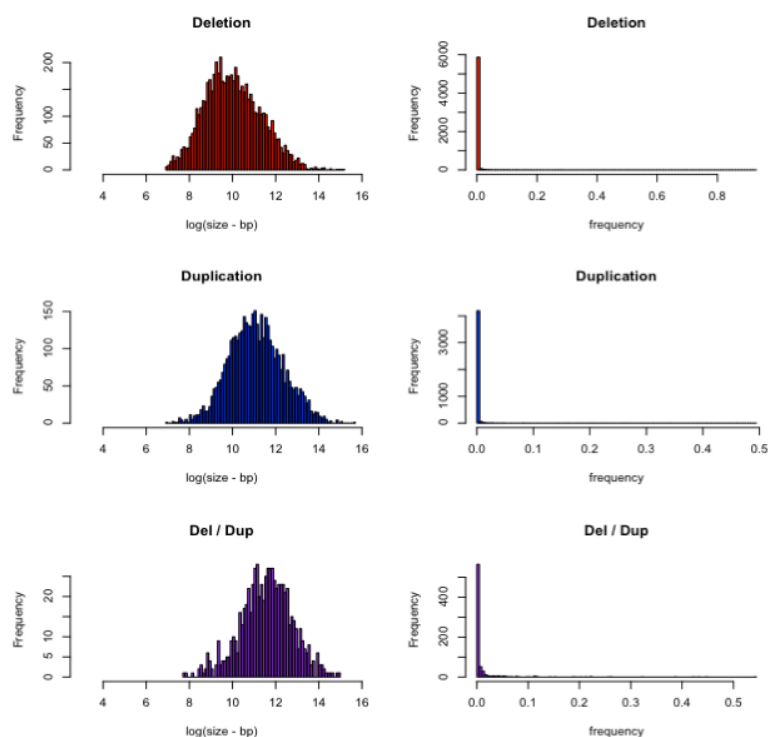 Deletion
Frequency
0 50 100 200
4 6 8 10 12 14 16
log(size - bp)
Deletion
Frequency
0 2000 4000 6000
0.0 0.2 0.4 0.6 0.8
frequency
Duplication
Frequency
0 50 100 150
4 6 8 10 12 14 16
log(size - bp)
Duplication
Frequency
0 1000 3000
0.0 0.1 0.2 0.3 0.4 0.5
frequency
Del / Dup
Frequency
0 5 10 20
4 6 8 10 12 14 16
log(size - bp)
Del / Dup
Frequency
0 200 400
0.0 0.1 0.2 0.3 0.4 0.5
frequency